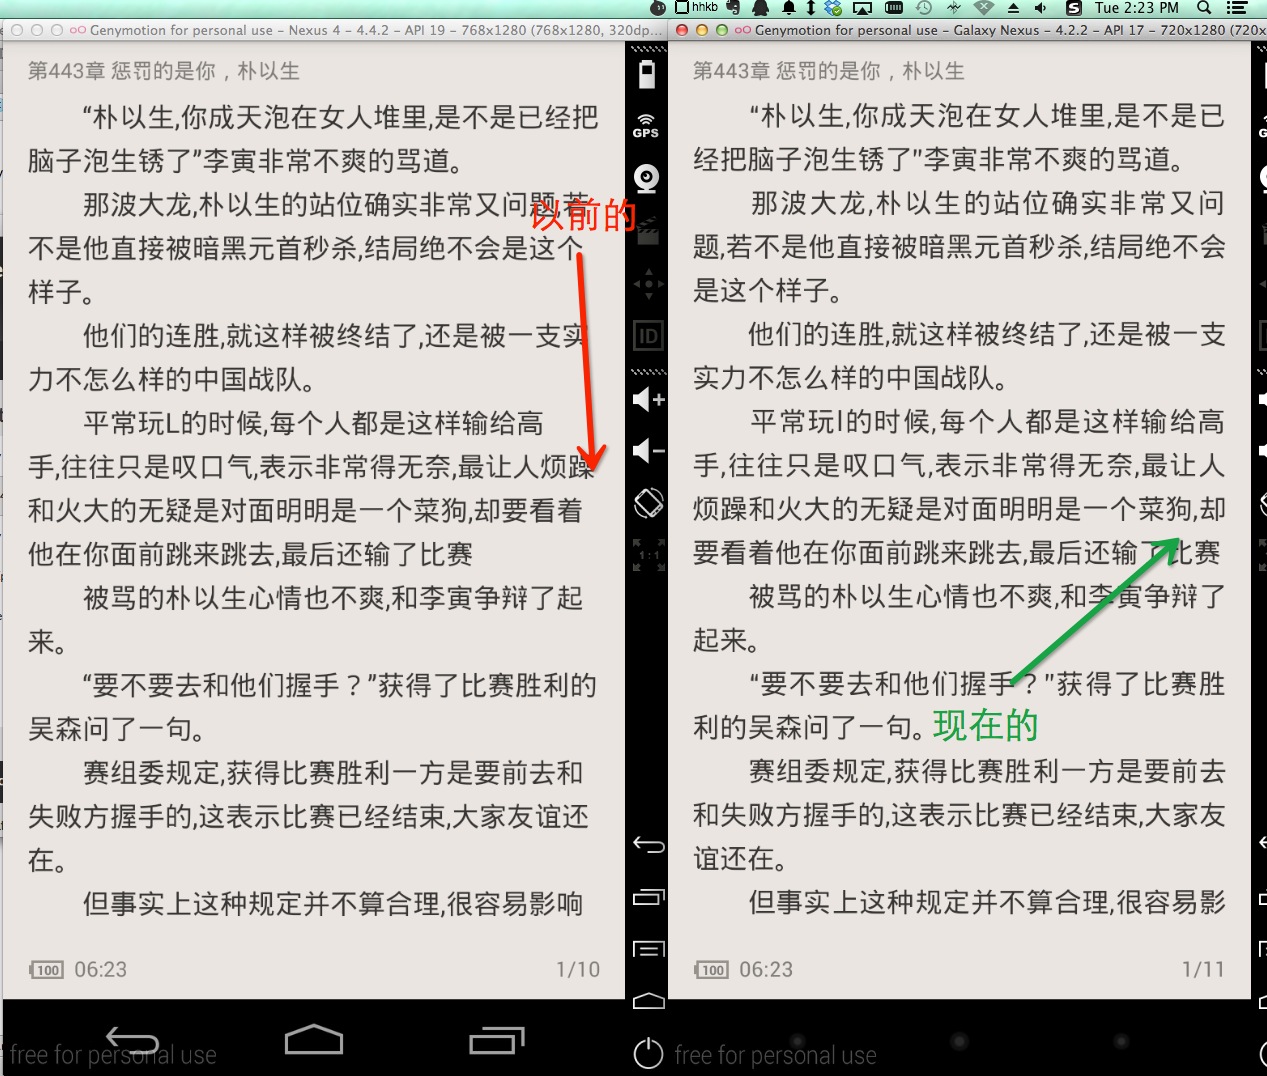 hhkb
Tue 2:23 PM
Genymotion for personal use - Nexus 4 - 4.4.2 - API 19 - 768x1280 (768x1280, 320dp...
第443章 惩罚的是你，朴以生
“朴以生,你成天泡在女人堆里,是不是已经把
脑子泡生锈了”李寅非常不爽的骂道。
那波大龙,朴以生的站位确实非常又问题,若
不是他直接被暗黑元首秒杀,结局绝不会是这个
样子。
他们的连胜,就这样被终结了,还是被一支实
力不怎么样的中国战队。
平常玩L的时候,每个人都是这样输给高
手,往往只是叹口气,表示非常得无奈,最让人烦躁
和火大的无疑是对面明明是一个菜狗,却要看着
他在你面前跳来跳去,最后还输了比赛
被骂的朴以生心情也不爽,和李寅争辩了起
来。
“要不要去和他们握手？”获得了比赛胜利的
吴森问了一句。
赛组委规定,获得比赛胜利一方是要前去和
失败方握手的,这表示比赛已经结束,大家友谊还
在。
但事实上这种规定并不算合理,很容易影响
100 06:23
1/10
free for personal use
以前的
GPS
ID
1:1
Genymotion for personal use - Galaxy Nexus - 4.2.2 - API 17 - 720x1280 (720x
第443章 惩罚的是你，朴以生
“朴以生,你成天泡在女人堆里,是不是已
经把脑子泡生锈了"李寅非常不爽的骂道。
那波大龙,朴以生的站位确实非常又问
题,若不是他直接被暗黑元首秒杀,结局绝不会
是这个样子。
他们的连胜,就这样被终结了,还是被一支
实力不怎么样的中国战队。
平常玩l的时候,每个人都是这样输给高
手,往往只是叹口气,表示非常得无奈,最让人
烦躁和火大的无疑是对面明明是一个菜狗,却
要看着他在你面前跳来跳去,最后还输了比赛
被骂的朴以生心情也不爽,和李寅争辩了
起来。
“要不要去和他们握手？"获得了比赛胜
利的吴森问了一句。
现在的
赛组委规定,获得比赛胜利一方是要前去
和失败方握手的,这表示比赛已经结束,大家友
谊还在。
但事实上这种规定并不算合理,很容易影
100 06:23
1/11
free for personal use